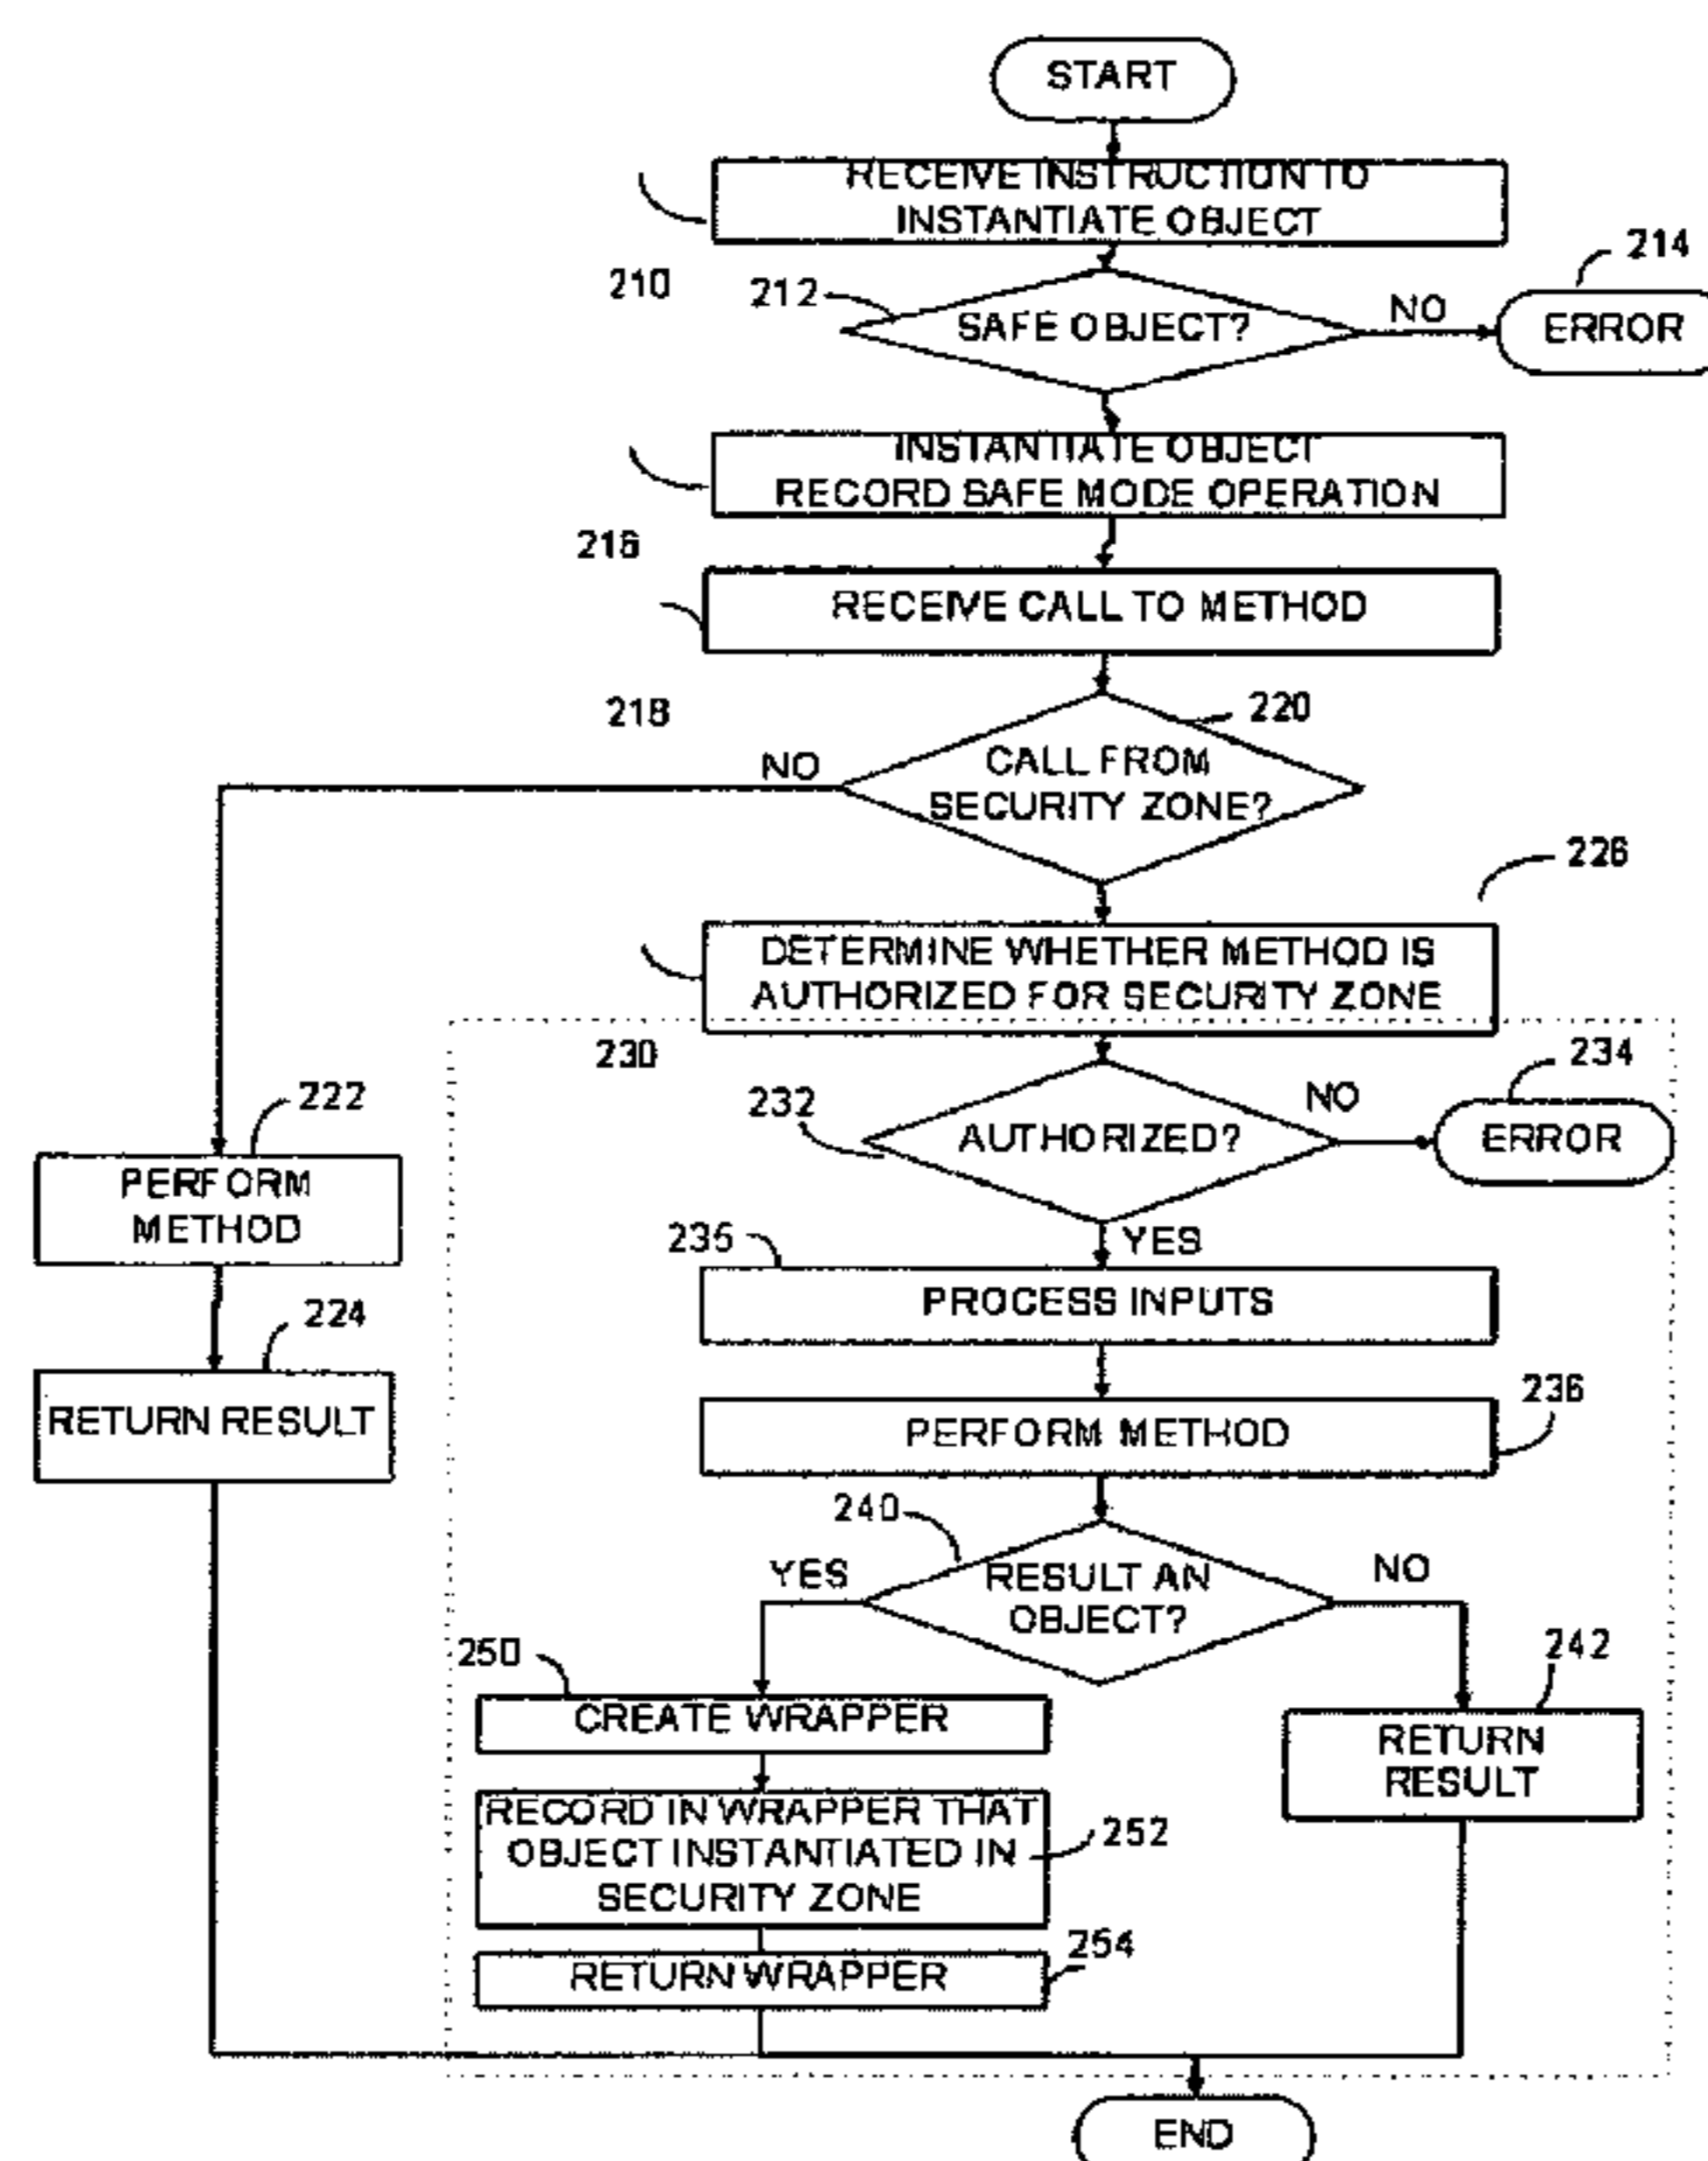 START
RECEIVE INSTRUCTION TO
INSTANTIATE OBJECT
214
210
212
SAFE OBJECT?
NO
ERROR
INSTANTIATE OBJECT
RECORD SAFE MODE OPERATION
216
RECEIVE CALL TO METHOD
218
220
NO
CALL FROM
SECURITY ZONE?
226
DETERMINE WHETHER METHOD IS
AUTHORIZED FOR SECURITY ZONE
230
234
222
232
NO
AUTHORIZED?
ERROR
PERFORM
METHOD
235
YES
PROCESS INPUTS
224
RETURN RESULT
236
PERFORM METHOD
240
YES
RESULT AN
OBJECT?
NO
250
242
CREATE WRAPPER
RETURN
RESULT
RECORD IN WRAPPER THAT
OBJECT INSTANTIATED IN
SECURITY ZONE
252
254
RETURN WRAPPER
END